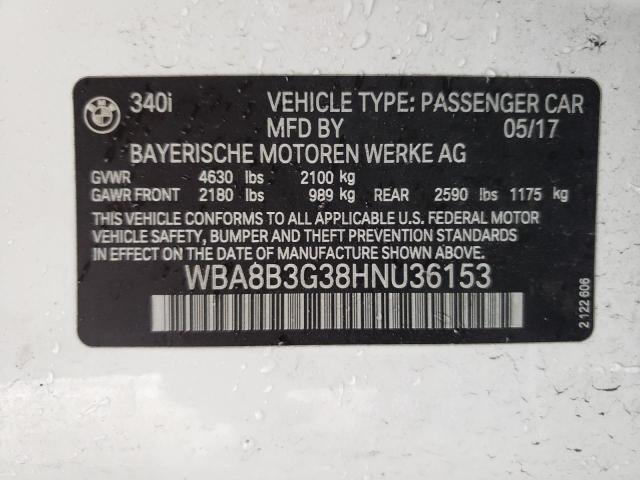 340i VEHICLE TYPE: PASSENGER CAR
MFD BY 05/17
BAYERISCHE MOTOREN WERKE AG
GVWR 4630 lbs 2100 kg
GAWR FRONT 2180 lbs 989 kg REAR 2590 lbs 1175 kg
THIS VEHICLE CONFORMS TO ALL APPLICABLE U.S. FEDERAL MOTOR
VEHICLE SAFETY, BUMPER AND THEFT PREVENTION STANDARDS
IN EFFECT ON THE DATE OF MANUFACTURE SHOWN ABOVE.
WBA8B3G38HNU36153
2 122 606